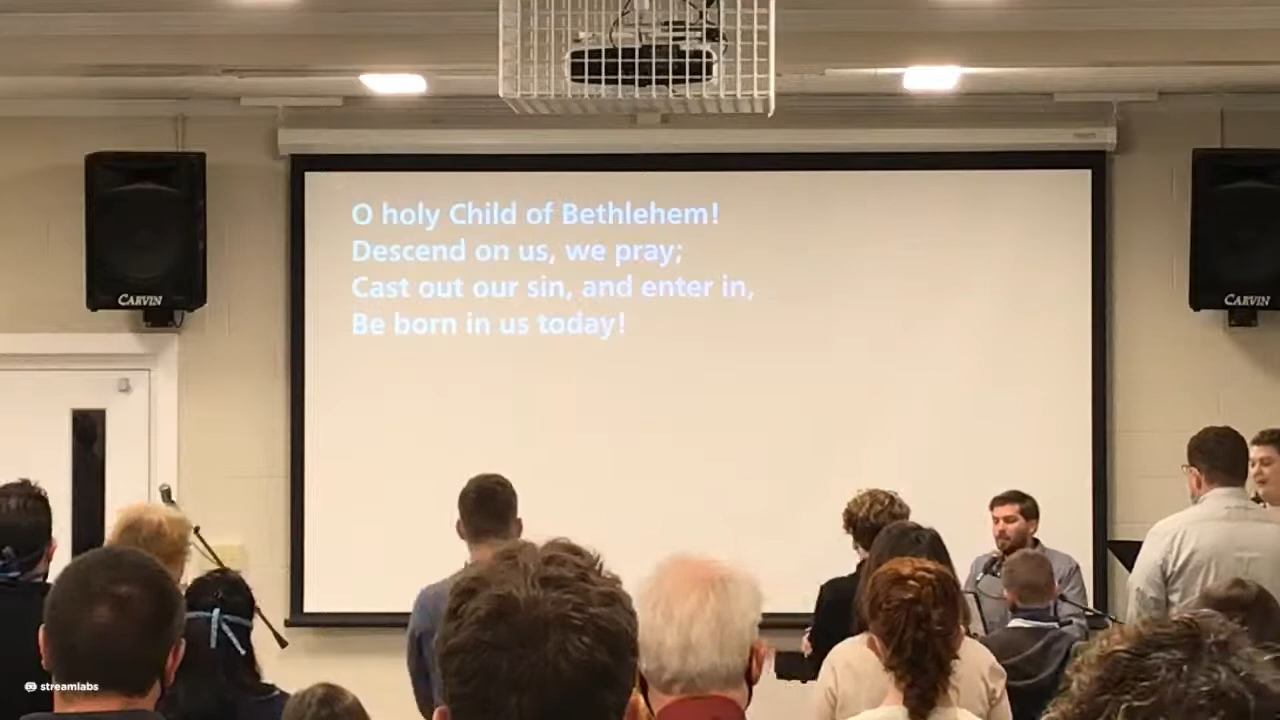 O holy Child of Bethlehem!
Descend on us, we pray;
Cast out our sin, and enter in,
Be born in us today!
CARVIN
CARVIN
streamlabs